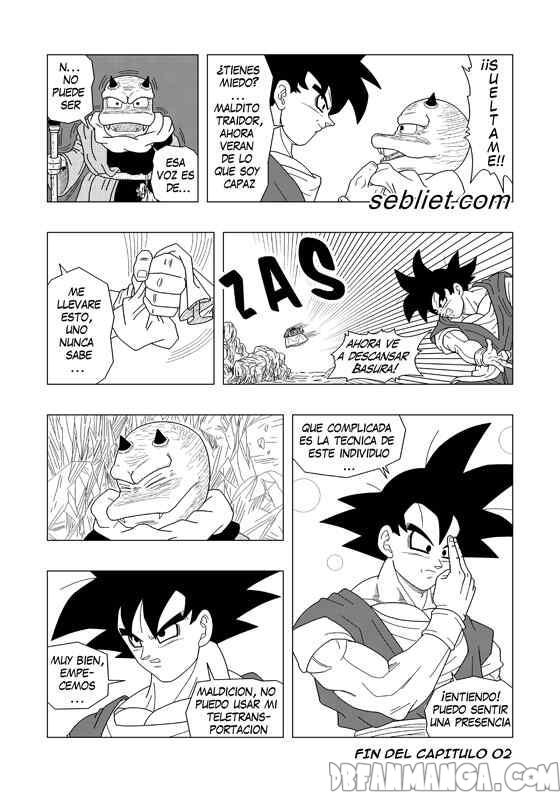 N...
NO
PUEDE
SER
ESA
VOZ ES
DE...
¿TIENES
MIEDO?
...
MALDITO
TRAIDOR,
AHORA
VERAN
DE LO
QUE SOY
CAPAZ
¡¡SUELTAME!!
sebliet.com
ME
LLEVARE
ESTO,
UNO
NUNCA
SABE
...
ZAS
AHORA VE
A DESCANSAR
BASURA!
QUE COMPLICADA
ES LA TECNICA DE
ESTE INDIVIDUO
...
MUY BIEN,
EMPE-
CEMOS
...
MALDICION, NO
PUEDO USAR MI
TELETRANS-
PORTACION
¡ENTIENDO!
PUEDO SENTIR
UNA PRESENCIA
FIN DEL CAPITULO 02
DBFANMANGA.COM